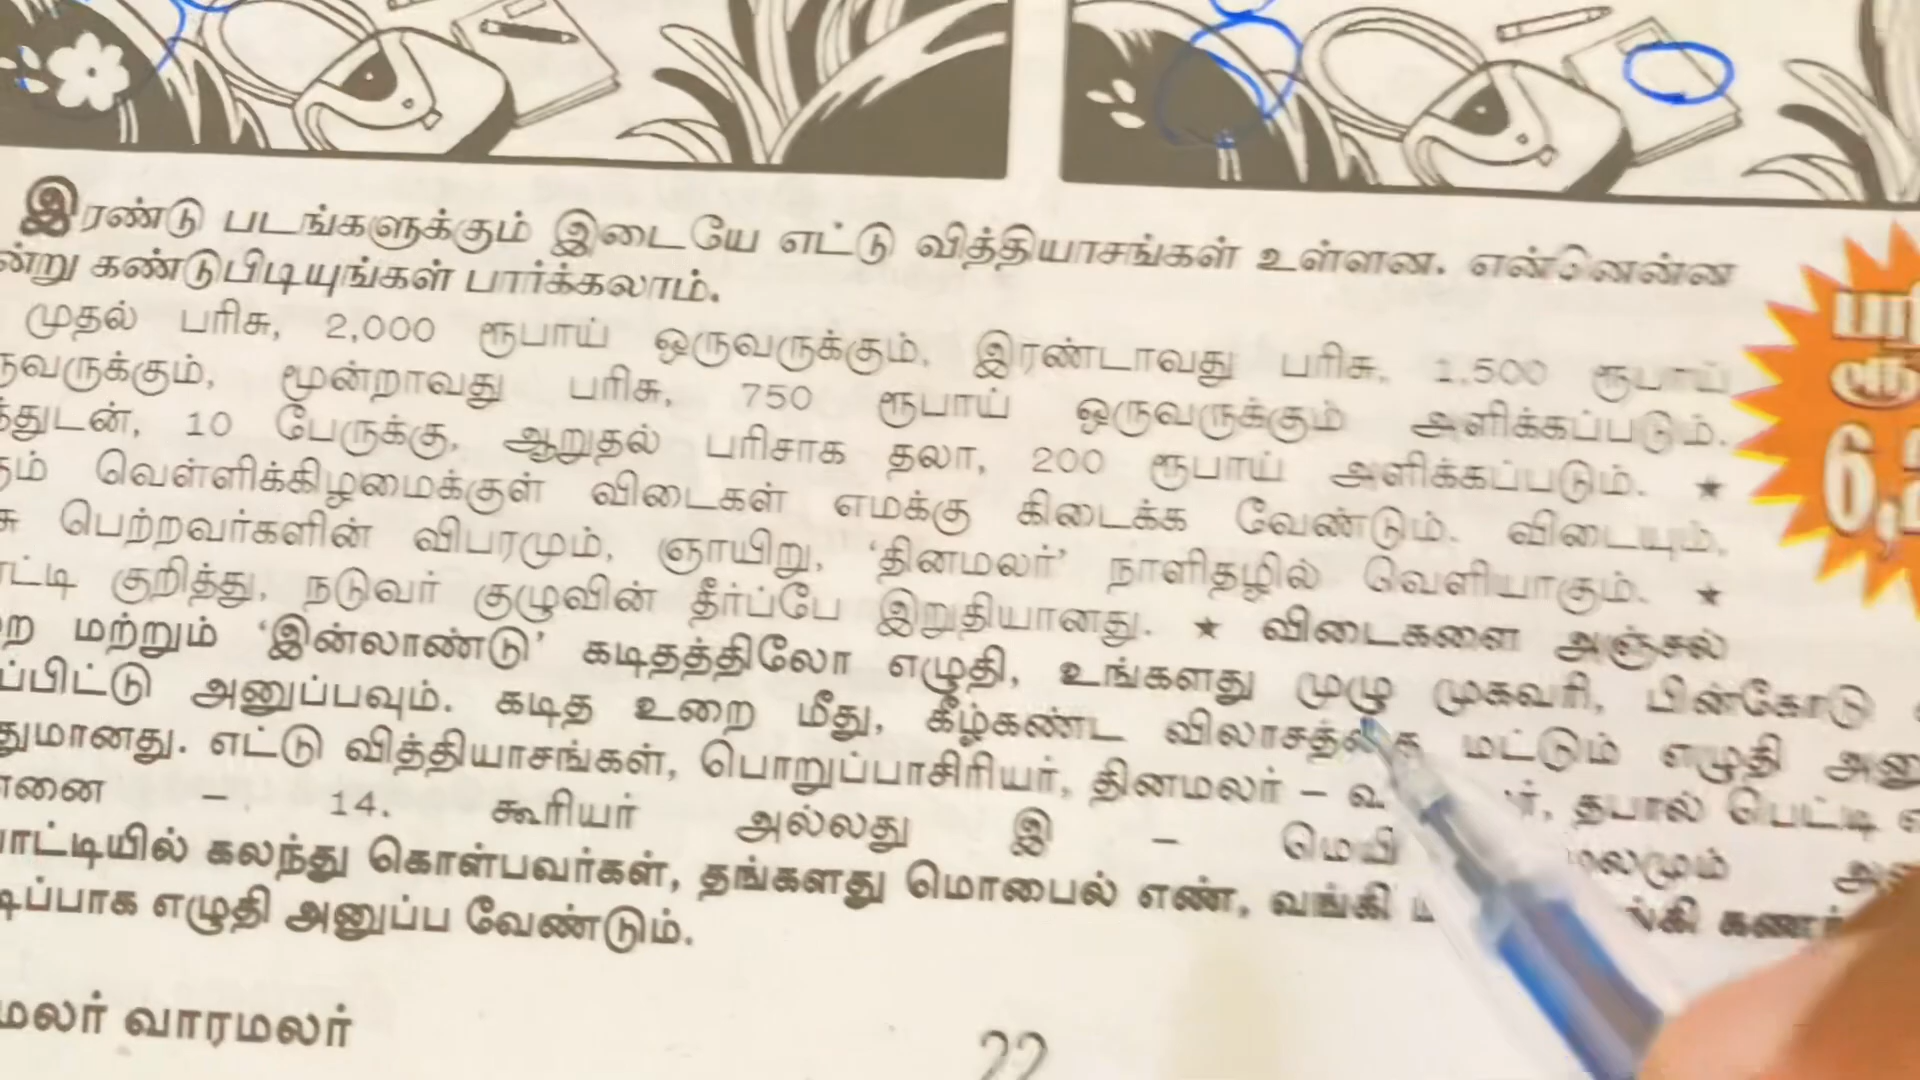 இரண்டு படங்களுக்கும் இடையே எட்டு வித்தியாசங்கள் உள்ளன. என்னென்ன
ன்று கண்டுபிடியுங்கள் பார்க்கலாம்.
முதல் பரிசு, 2,000 ரூபாய் ஒருவருக்கும், இரண்டாவது பரிசு, 1,500 ரூபாய்
ருவருக்கும், மூன்றாவது பரிசு, 750 ரூபாய் ஒருவருக்கும் அளிக்கப்படும்.
த்துடன், 10 பேருக்கு, ஆறுதல் பரிசாக தலா, 200 ரூபாய் அளிக்கப்படும். ★
ரும் வெள்ளிக்கிழமைக்குள் விடைகள் எமக்கு கிடைக்க வேண்டும். விடையும்,
சு பெற்றவர்களின் விபரமும், ஞாயிறு, ‘தினமலர்’ நாளிதழில் வெளியாகும். ★
ாட்டி குறித்து, நடுவர் குழுவின் தீர்ப்பே இறுதியானது. ★ விடைகளை அஞ்சல்
றை மற்றும் ‘இன்லாண்டு’ கடிதத்திலோ எழுதி, உங்களது முழு முகவரி, பின்கோடு
ப்பிட்டு அனுப்பவும். கடித உறை மீது, கீழ்கண்ட விலாசத்தை மட்டும் எழுதி அனு
துமானது. எட்டு வித்தியாசங்கள், பொறுப்பாசிரியர், தினமலர் – தபால் பெட்டி
ன்னை – 14. கூரியர் அல்லது இ – மெயி மூலமும்
பாட்டியில் கலந்து கொள்பவர்கள், தங்களது மொபைல் எண், வங்கி
டிப்பாக எழுதி அனுப்ப வேண்டும்.
பரி
6,2
மலர் வாரமலர்
22